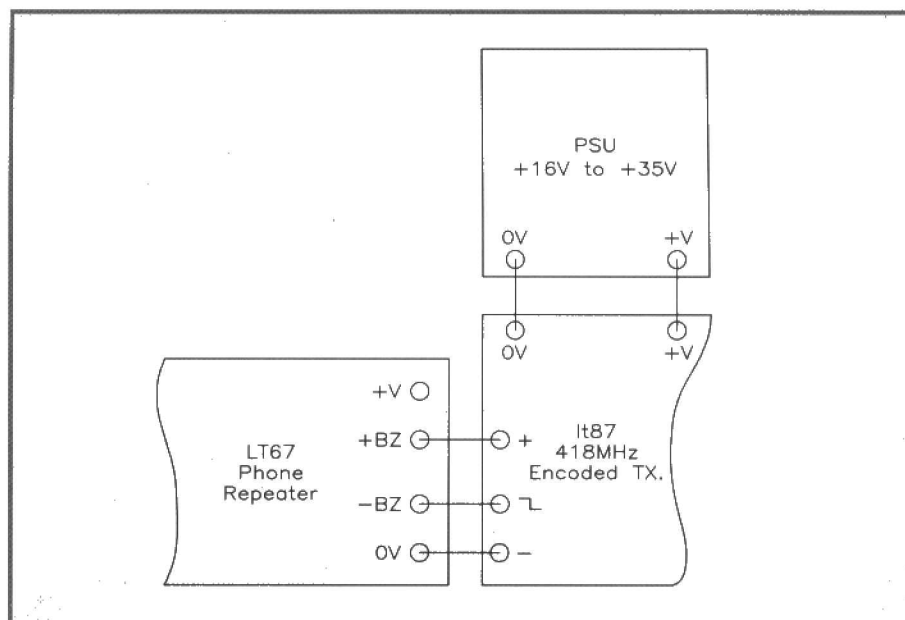 PSU
+16V to +35V
0V
+V
0V
+V
+V
+BZ
-BZ
0V
LT67
Phone
Repeater
+
-
lt87
418MHz
Encoded TX.